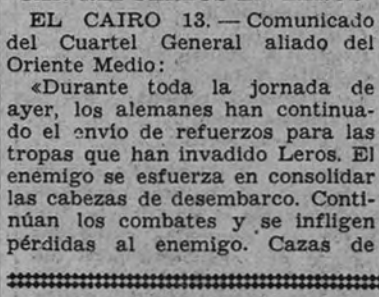 EL CAIRO 13. — Comunicado
del Cuartel General aliado del
Oriente Medio:
«Durante toda la jornada de
ayer, los alemanes han continua-
do el envío de refuerzos para las
tropas que han invadido Leros. El
enemigo se esfuerza en consolidar
las cabezas de desembarco. Conti-
núan los combates y se infligen
pérdidas al enemigo. Cazas de